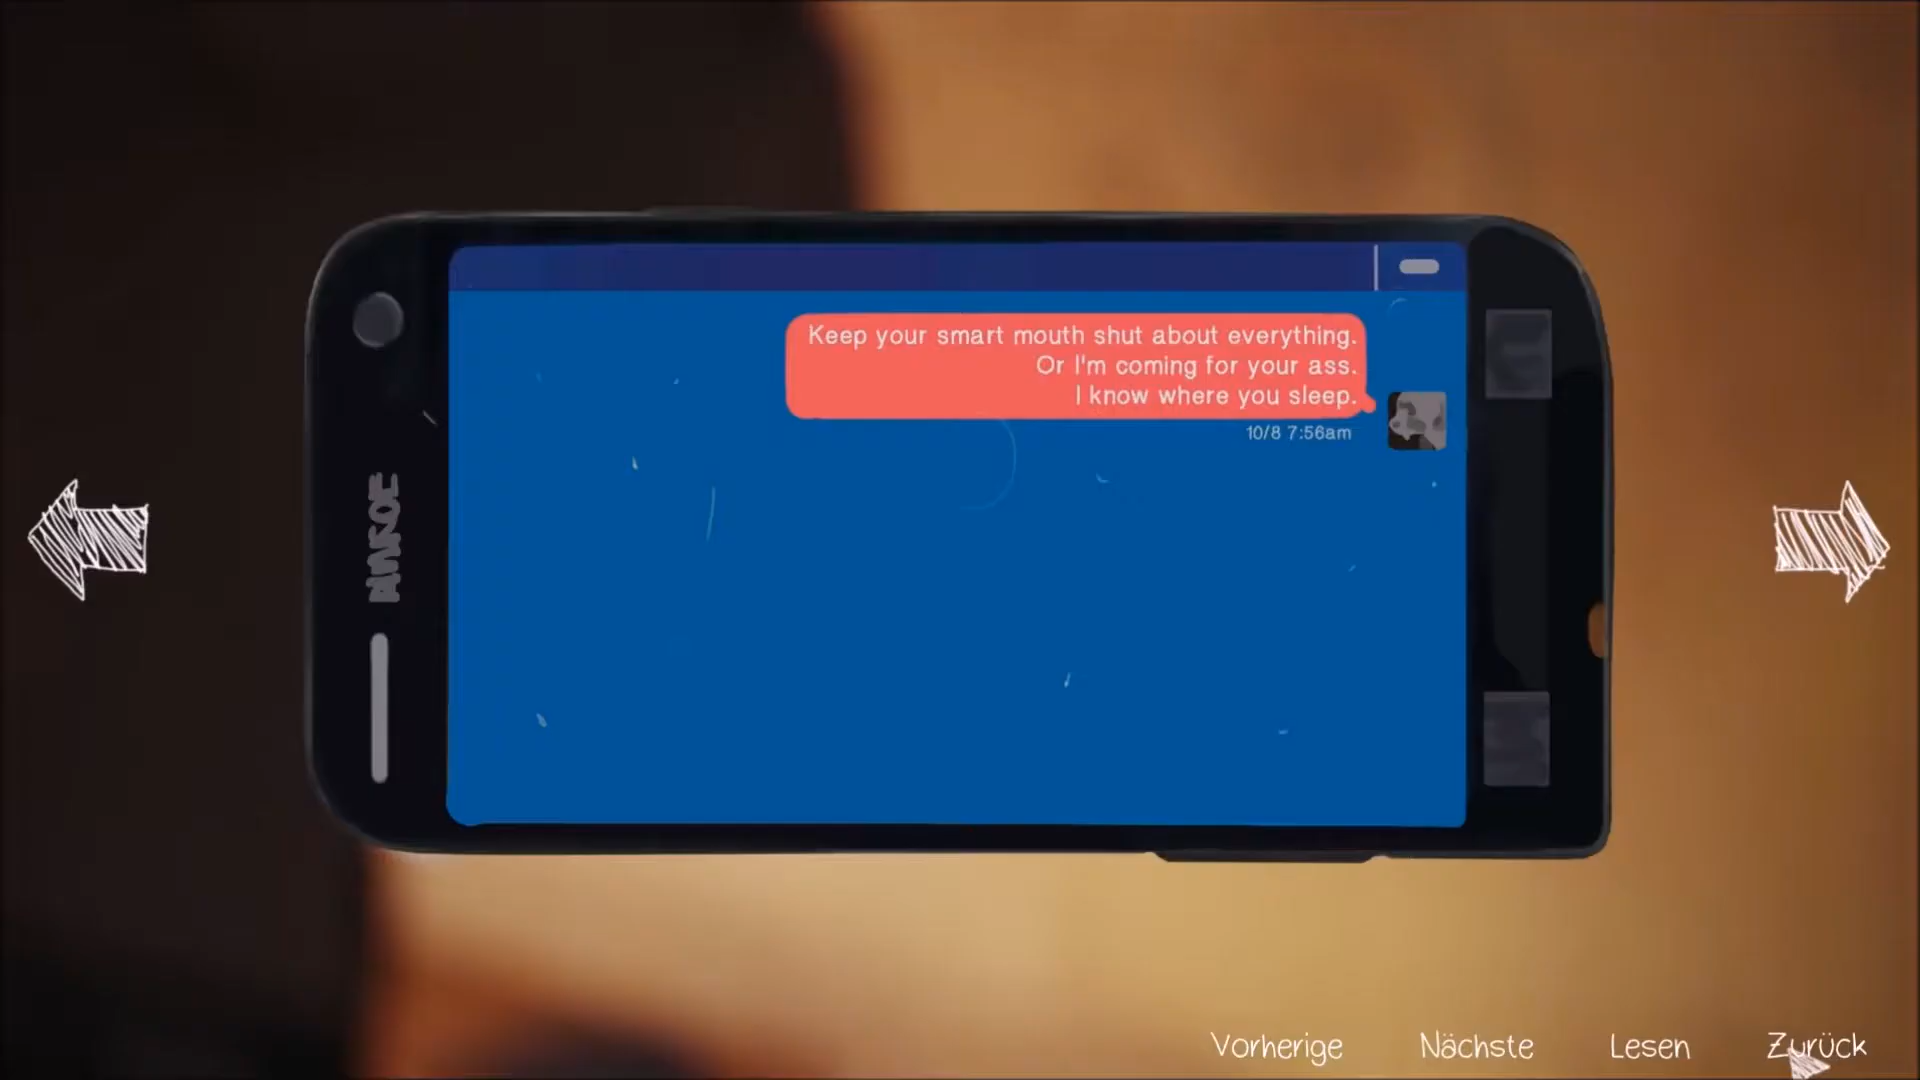 Keep your smart mouth shut about everything.
Or I'm coming for your ass.
I know where you sleep.
10/8 7:56am
Vorherige
Nächste
Lesen
Zurück